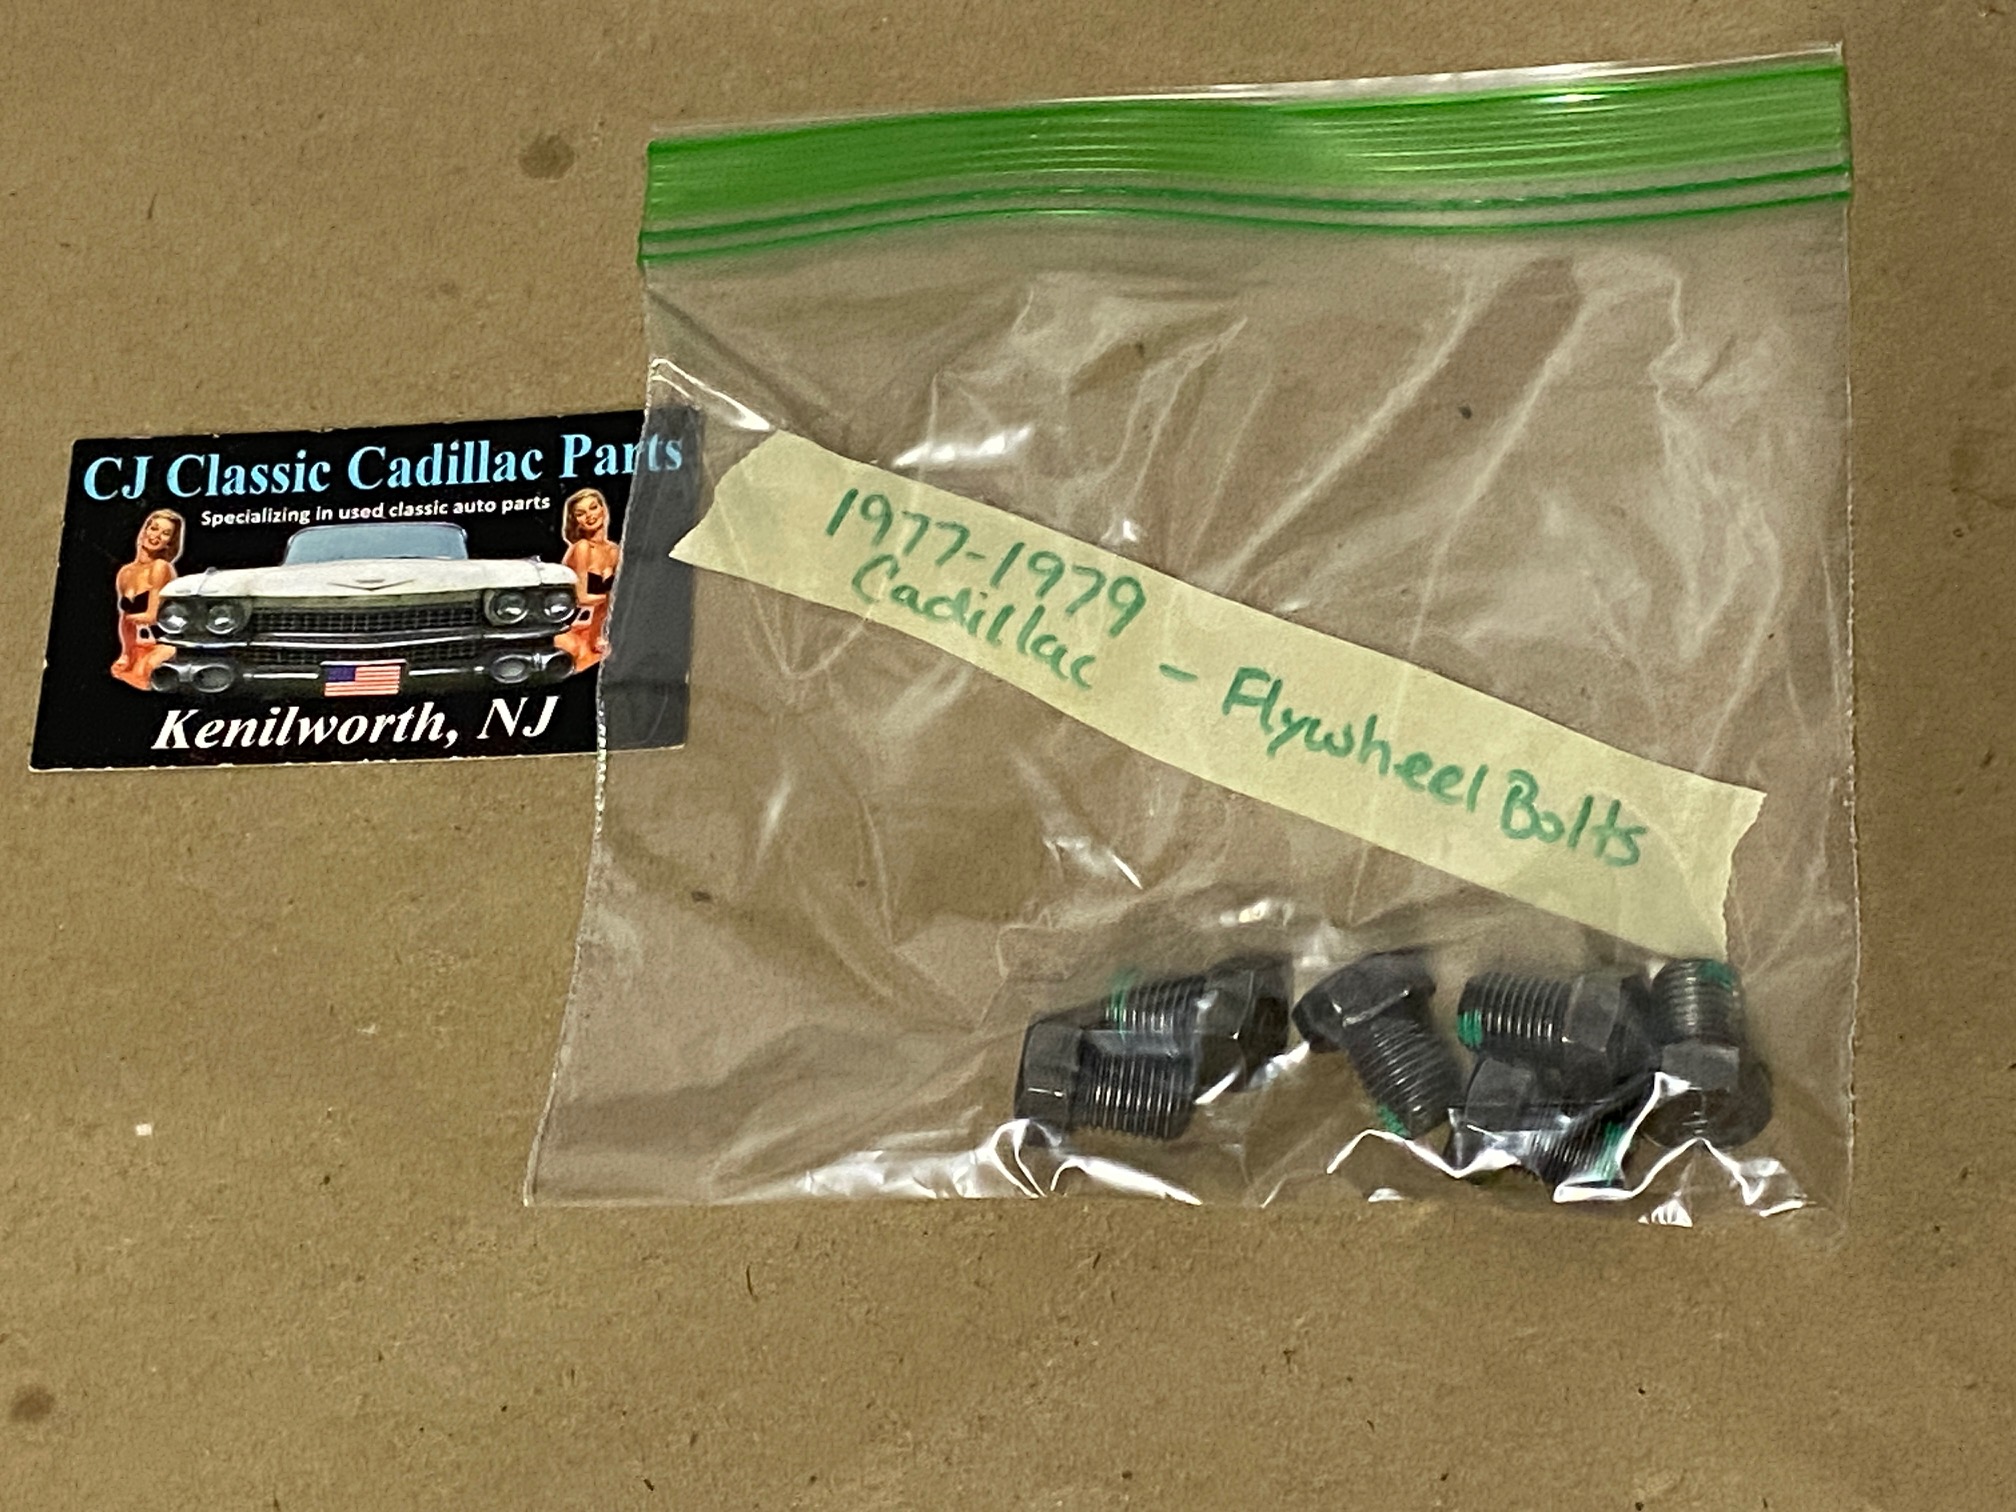 CJ Classic Cadillac Parts
Specializing in used classic auto parts
Kenilworth, NJ
1977-1979
Cadillac - Flywheel Bolts